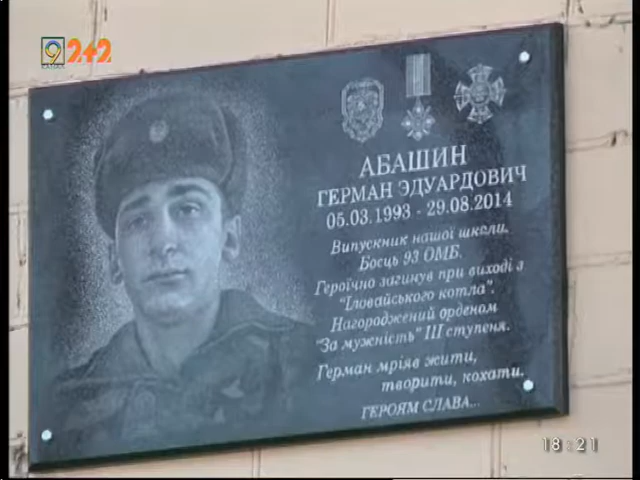 9 2+2
КАНАЛ
АБАШИН
ГЕРМАН ЭДУАРДОВИЧ
05.03.1993 - 29.08.2014
Випускник нашої школи.
Боєць 93 ОМБ.
Героїчно загинув при виході з
"Іловайського котла".
Нагороджений орденом
"За мужність" III ступеня.
Герман мріяв жити,
творити, кохати.
ГЕРОЯМ СЛАВА...
18:21